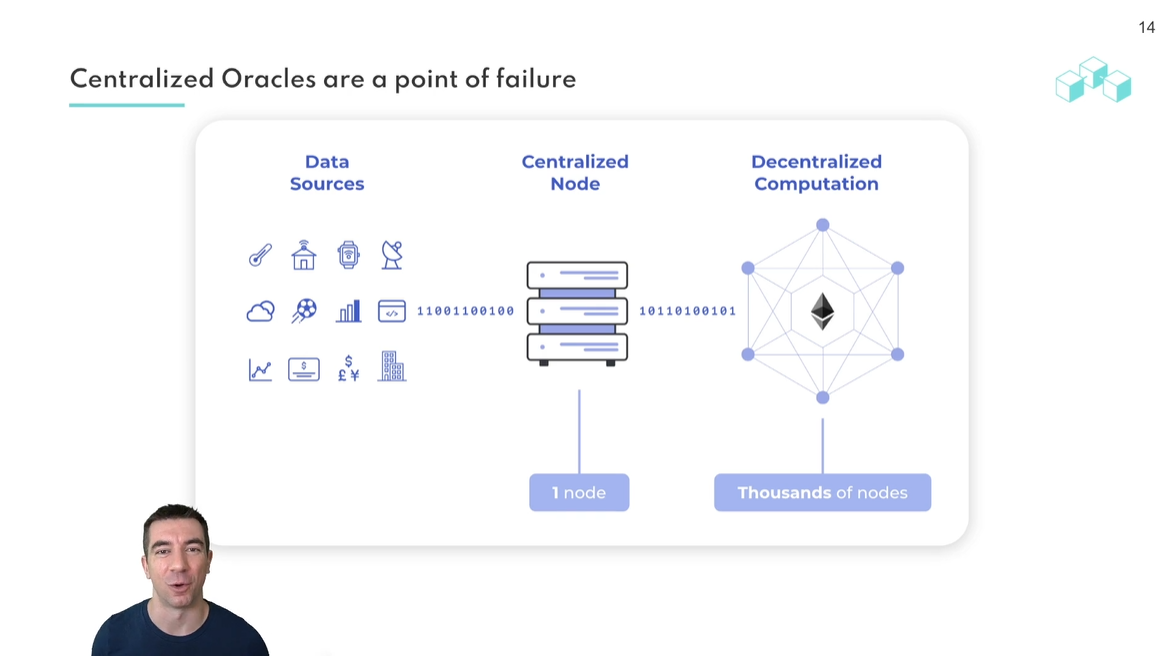 14
Centralized Oracles are a point of failure
Data
Sources
Centralized
Node
Decentralized
Computation
11001100100
10110100101
</>
$
$
£ ¥
1 node
Thousands of nodes